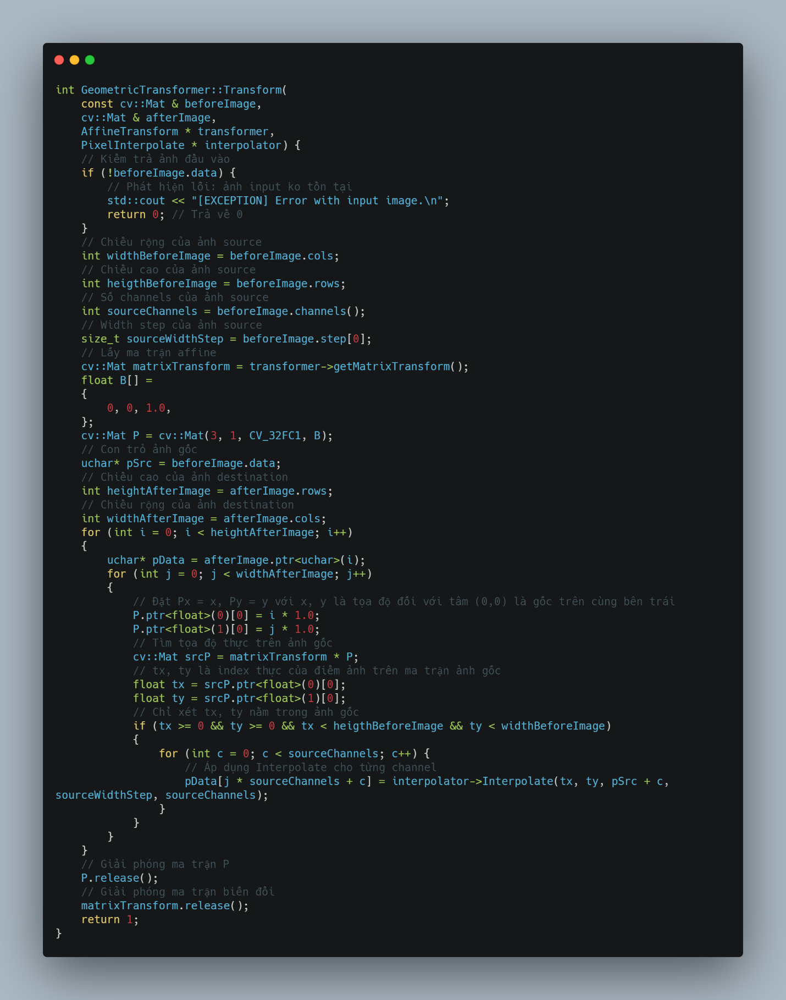 int GeometricTransformer::Transform(
    const cv::Mat & beforeImage,
    cv::Mat & afterImage,
    AffineTransform * transformer,
    PixelInterpolate * interpolator) {
    // Kiểm trả ảnh đầu vào
    if (!beforeImage.data) {
        // Phát hiện lỗi: ảnh input ko tồn tại
        std::cout << "[EXCEPTION] Error with input image.\n";
        return 0; // Trả về 0
    }
    // Chiều rộng của ảnh source
    int widthBeforeImage = beforeImage.cols;
    // Chiều cao của ảnh source
    int heigthBeforeImage = beforeImage.rows;
    // Số channels của ảnh source
    int sourceChannels = beforeImage.channels();
    // Width step của ảnh source
    size_t sourceWidthStep = beforeImage.step[0];
    // Lấy ma trận affine
    cv::Mat matrixTransform = transformer->getMatrixTransform();
    float B[] =
    {
        0, 0, 1.0,
    };
    cv::Mat P = cv::Mat(3, 1, CV_32FC1, B);
    // Con trỏ ảnh gốc
    uchar* pSrc = beforeImage.data;
    // Chiều cao của ảnh destination
    int heightAfterImage = afterImage.rows;
    // Chiều rộng của ảnh destination
    int widthAfterImage = afterImage.cols;
    for (int i = 0; i < heightAfterImage; i++)
    {
        uchar* pData = afterImage.ptr<uchar>(i);
        for (int j = 0; j < widthAfterImage; j++)
        {
            // Đặt Px = x, Py = y với x, y là tọa độ đối với tâm (0,0) là gốc trên cùng bên trái
            P.ptr<float>(0)[0] = i * 1.0;
            P.ptr<float>(1)[0] = j * 1.0;
            // Tìm tọa độ thực trên ảnh gốc
            cv::Mat srcP = matrixTransform * P;
            // tx, ty là index thực của điểm ảnh trên ma trận ảnh gốc
            float tx = srcP.ptr<float>(0)[0];
            float ty = srcP.ptr<float>(1)[0];
            // Chỉ xét tx, ty nằm trong ảnh gốc
            if (tx >= 0 && ty >= 0 && tx < heigthBeforeImage && ty < widthBeforeImage)
            {
                for (int c = 0; c < sourceChannels; c++) {
                    // Áp dụng Interpolate cho từng channel
                    pData[j * sourceChannels + c] = interpolator->Interpolate(tx, ty, pSrc + c,
sourceWidthStep, sourceChannels);
                }
            }
        }
    }
    // Giải phóng ma trận P
    P.release();
    // Giải phóng ma trận biến đổi
    matrixTransform.release();
    return 1;
}